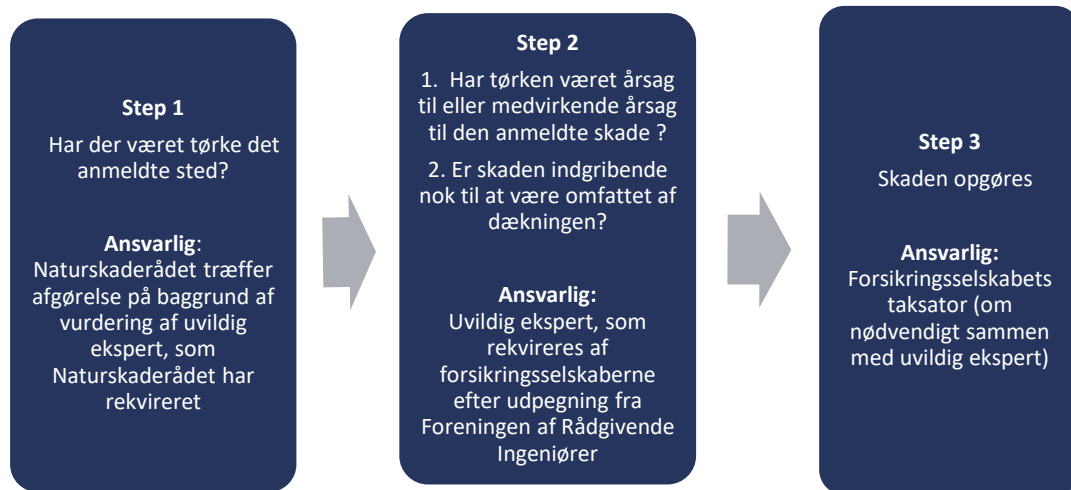 Step 1
Har der været tørke det
anmeldte sted?
Ansvarlig:
Naturskaderådet træffer
afgørelse på baggrund af
vurdering af uvildig
ekspert, som
Naturskaderådet har
rekvireret
Step 2
1. Har tørken været årsag
til eller medvirkende årsag
til den anmeldte skade ?
2. Er skaden indgribende
nok til at være omfattet af
dækningen?
Ansvarlig:
Uvildig ekspert, som
rekvireres af
forsikringsselskaberne
efter udpegning fra
Foreningen af Rådgivende
Ingeniører
Step 3
Skaden opgøres
Ansvarlig:
Forsikringsselskabets
taksator (om
nødvendigt sammen
med uvildig ekspert)